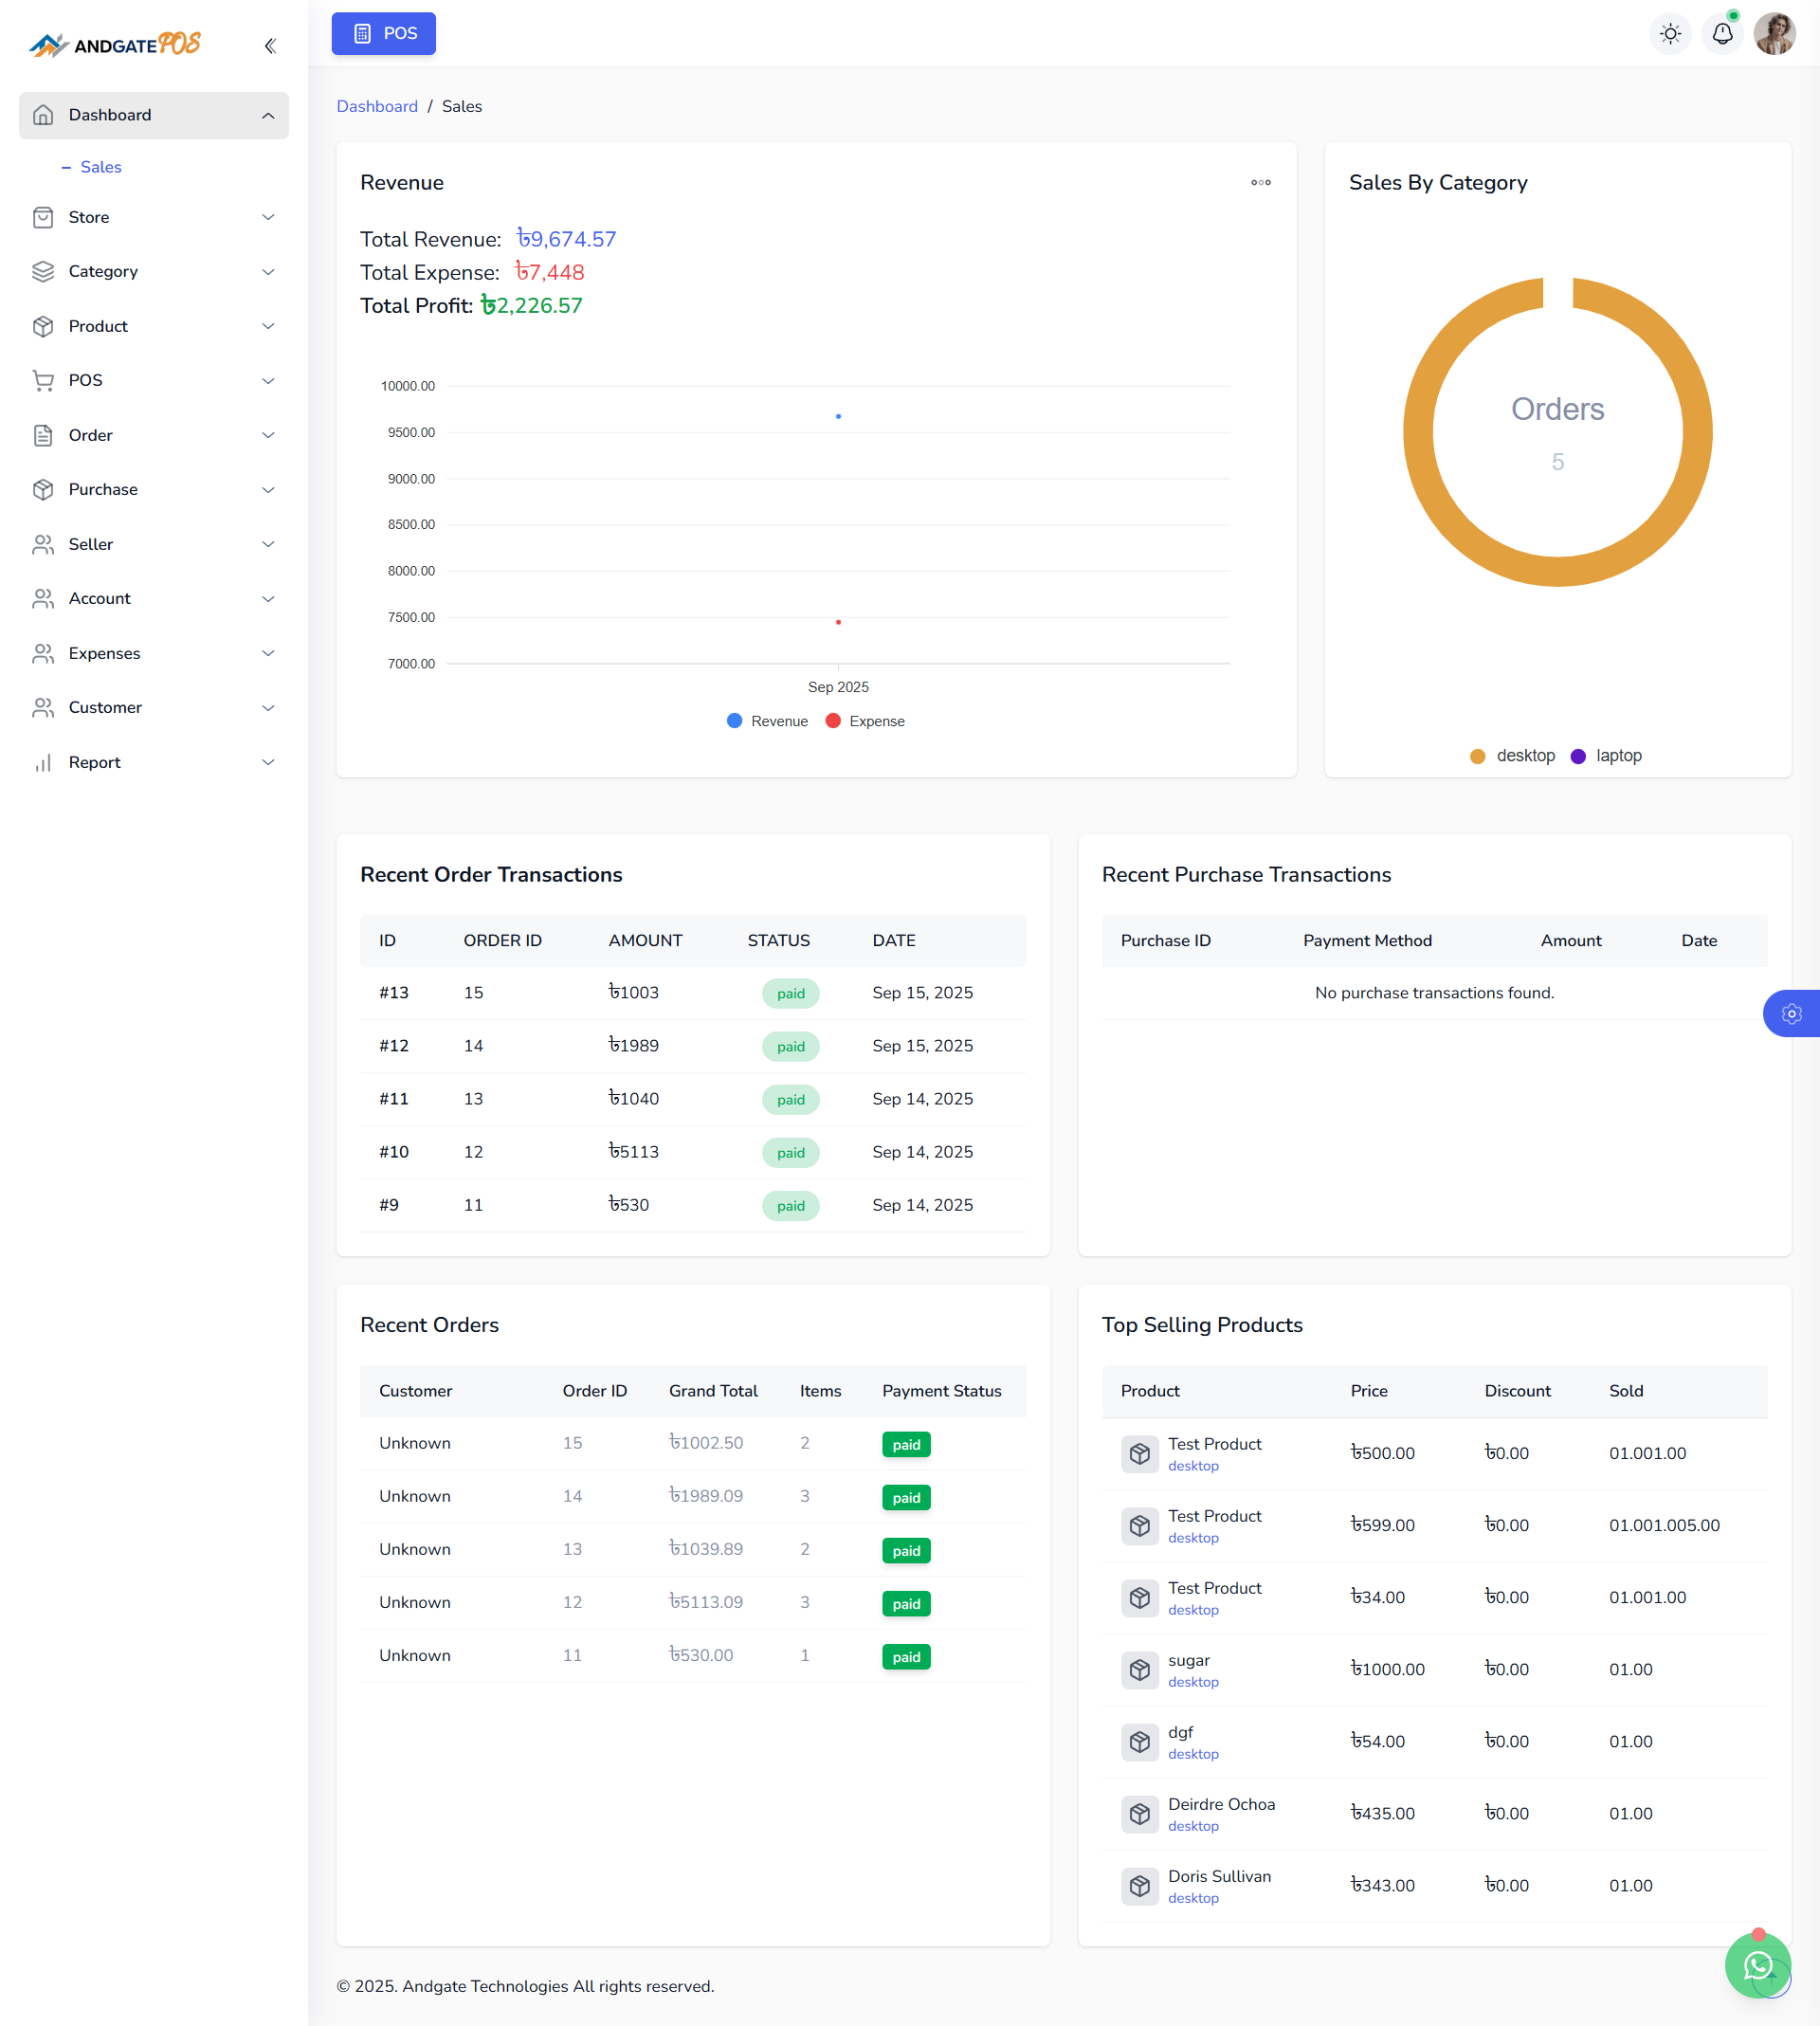 ANDGATE POS
POS
Dashboard
Sales
Store
Category
Product
POS
Order
Purchase
Seller
Account
Expenses
Customer
Report
Dashboard / Sales
Revenue
Total Revenue: ৳9,674.57
Total Expense: ৳7,448
Total Profit: ৳2,226.57
10000.00
9500.00
9000.00
8500.00
8000.00
7500.00
7000.00
Sep 2025
Revenue Expense
Sales By Category
Orders
5
desktop laptop
Recent Order Transactions
ID ORDER ID AMOUNT STATUS DATE
#13 15 ৳1003 paid Sep 15, 2025
#12 14 ৳1989 paid Sep 15, 2025
#11 13 ৳1040 paid Sep 14, 2025
#10 12 ৳5113 paid Sep 14, 2025
#9 11 ৳530 paid Sep 14, 2025
Recent Purchase Transactions
Purchase ID Payment Method Amount Date
No purchase transactions found.
Recent Orders
Customer Order ID Grand Total Items Payment Status
Unknown 15 ৳1002.50 2 paid
Unknown 14 ৳1989.09 3 paid
Unknown 13 ৳1039.89 2 paid
Unknown 12 ৳5113.09 3 paid
Unknown 11 ৳530.00 1 paid
Top Selling Products
Product Price Discount Sold
Test Product ৳500.00 ৳0.00 01.001.00
desktop
Test Product ৳599.00 ৳0.00 01.001.005.00
desktop
Test Product ৳34.00 ৳0.00 01.001.00
desktop
sugar ৳1000.00 ৳0.00 01.00
desktop
dgf ৳54.00 ৳0.00 01.00
desktop
Deirdre Ochoa ৳435.00 ৳0.00 01.00
desktop
Doris Sullivan ৳343.00 ৳0.00 01.00
desktop
© 2025. Andgate Technologies All rights reserved.